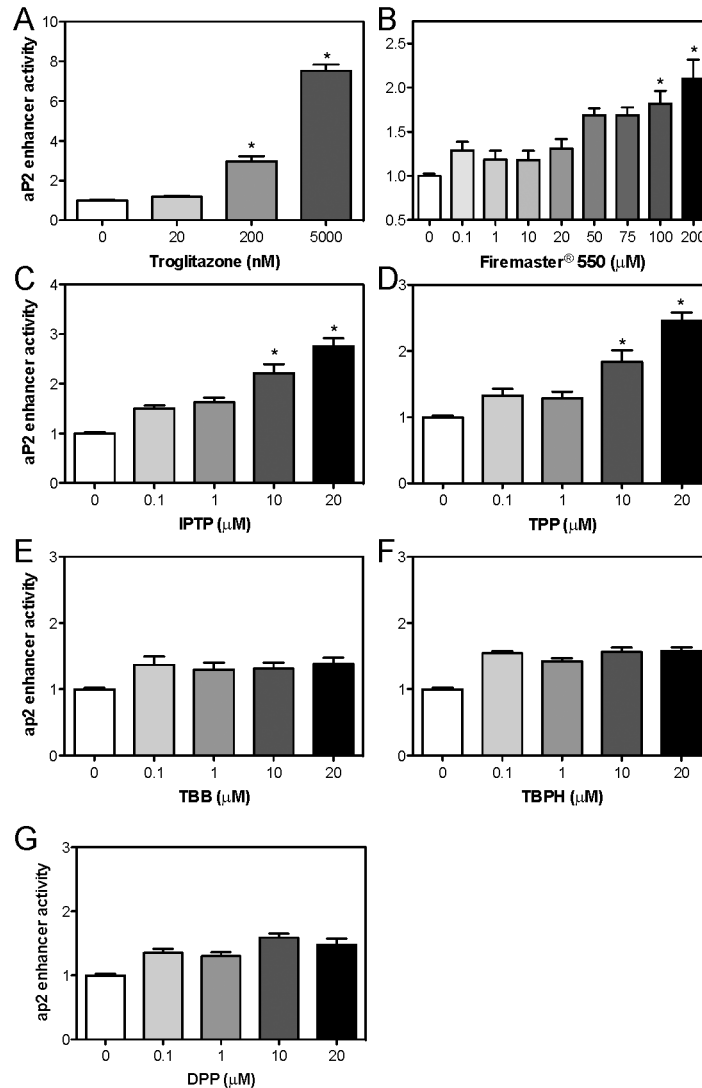 A
aP2 enhancer activity
10
8
6
4
2
0
0 20 200 5000
* *
Troglitazone (nM)
B
2.5
2.0
1.5
1.0
0.5
0 0.1 1 10 20 50 75 100 200
* *
Firemaster® 550 (μM)
C
aP2 enhancer activity
4
3
2
1
0
0 0.1 1 10 20
* *
IPTP (μM)
D
3
2
1
0
0 0.1 1 10 20
* *
TPP (μM)
E
ap2 enhancer activity
3
2
1
0
0 0.1 1 10 20
TBB (μM)
F
3
2
1
0
0 0.1 1 10 20
TBPH (μM)
G
ap2 enhancer activity
3
2
1
0
0 0.1 1 10 20
DPP (μM)